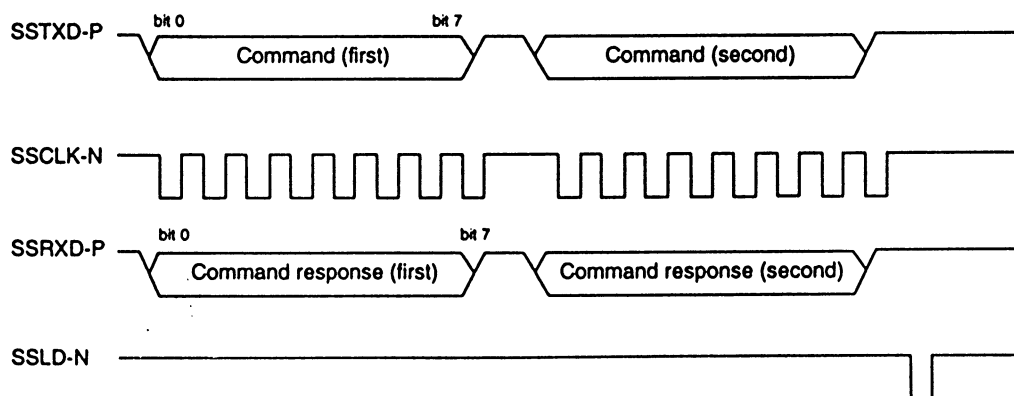 bit 0 bit 7
SSTXD-P Command (first) Command (second)
SSCLK-N
bit 0 bit 7
SSRXD-P Command response (first) Command response (second)
SSLD-N